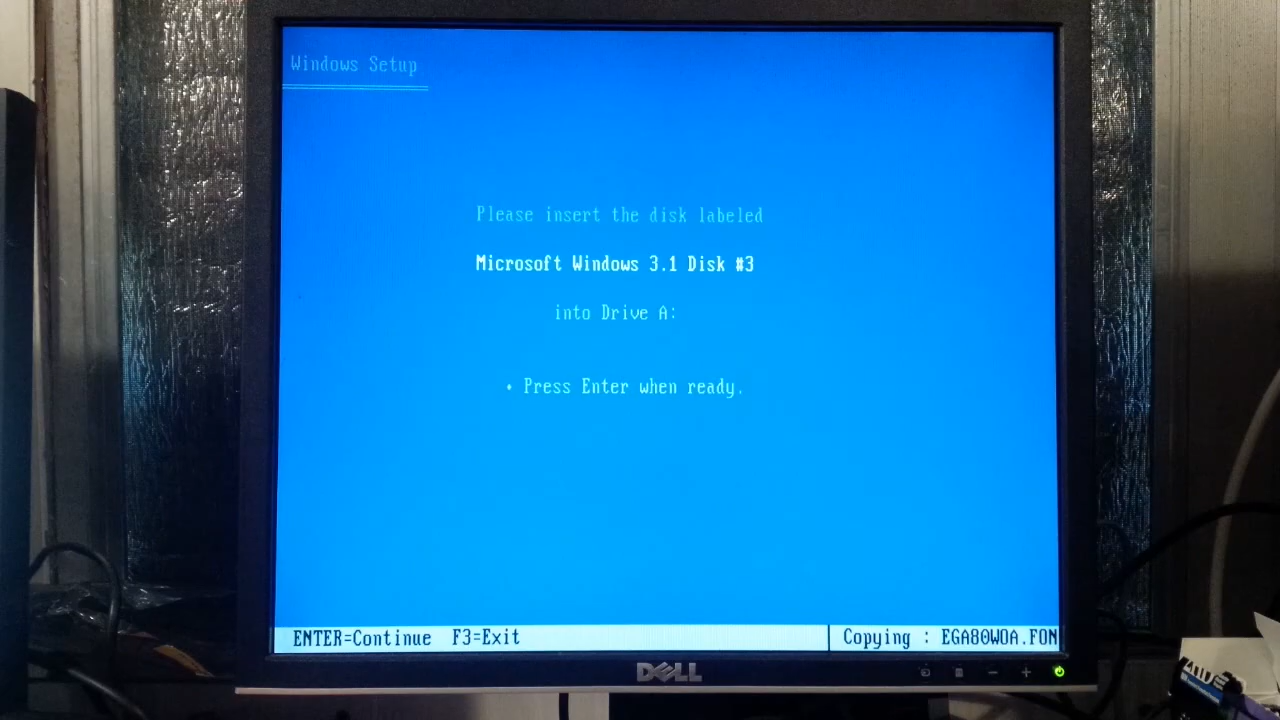 Windows Setup
Please insert the disk labeled
Microsoft Windows 3.1 Disk #3
into Drive A:
• Press Enter when ready.
ENTER=Continue F3=Exit Copying : EGA80WOA.FON
DELL